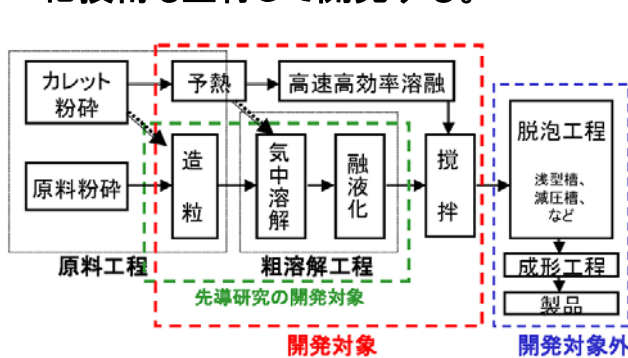 カレット
粉砕
予熱
高速高効率溶融
原料粉砕
造
粒
気
中
溶
解
融
液
化
撹
拌
脱泡工程
浅型槽、
減圧槽、
など
成形工程
製品
原料工程
粗溶解工程
先導研究の開発対象
開発対象
開発対象外